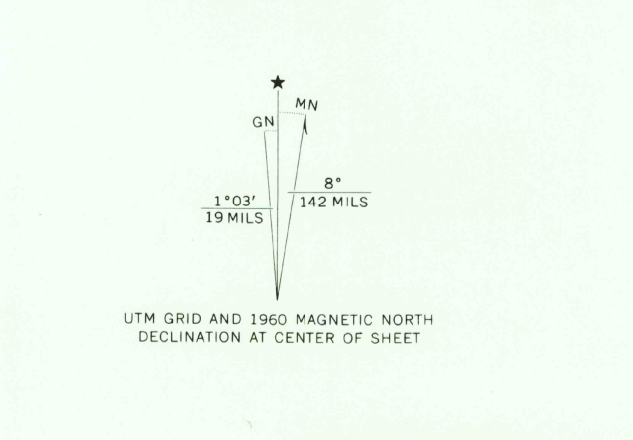 ★
MN
GN
1°03'
19 MILS
8°
142 MILS
UTM GRID AND 1960 MAGNETIC NORTH
DECLINATION AT CENTER OF SHEET